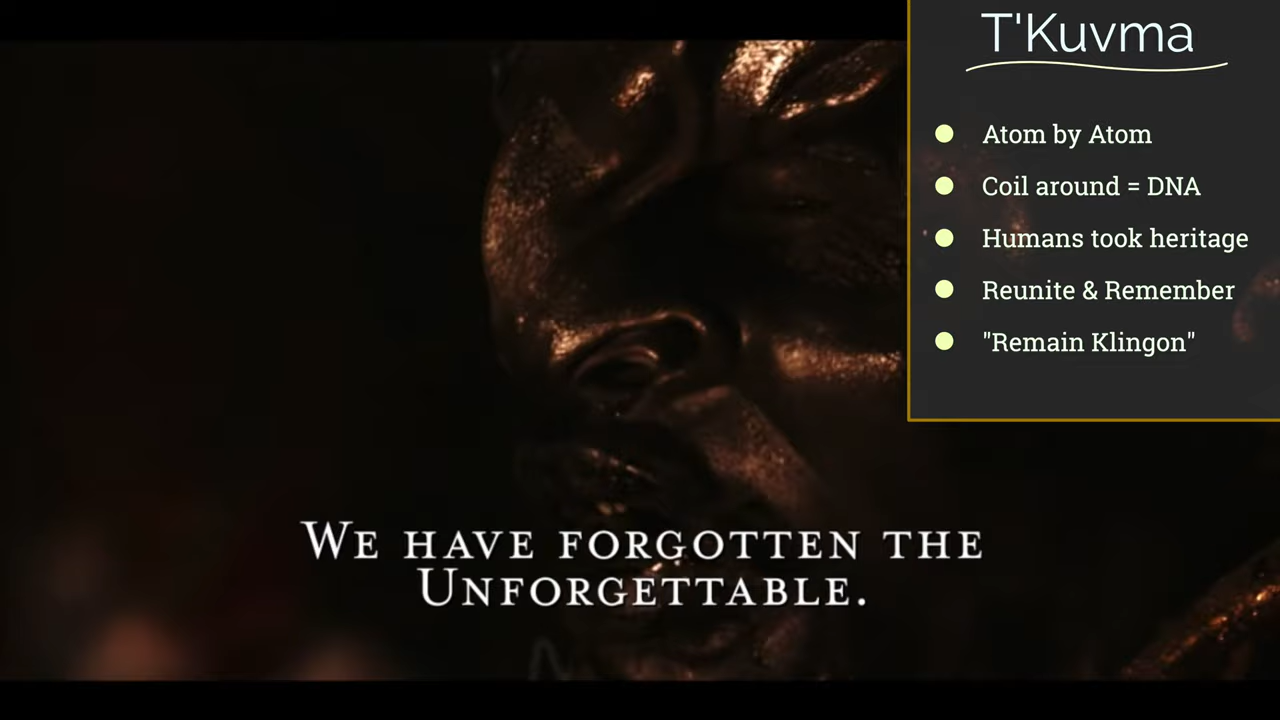 T'Kuvma
Atom by Atom
Coil around = DNA
Humans took heritage
Reunite & Remember
"Remain Klingon"
We have forgotten the
Unforgettable.